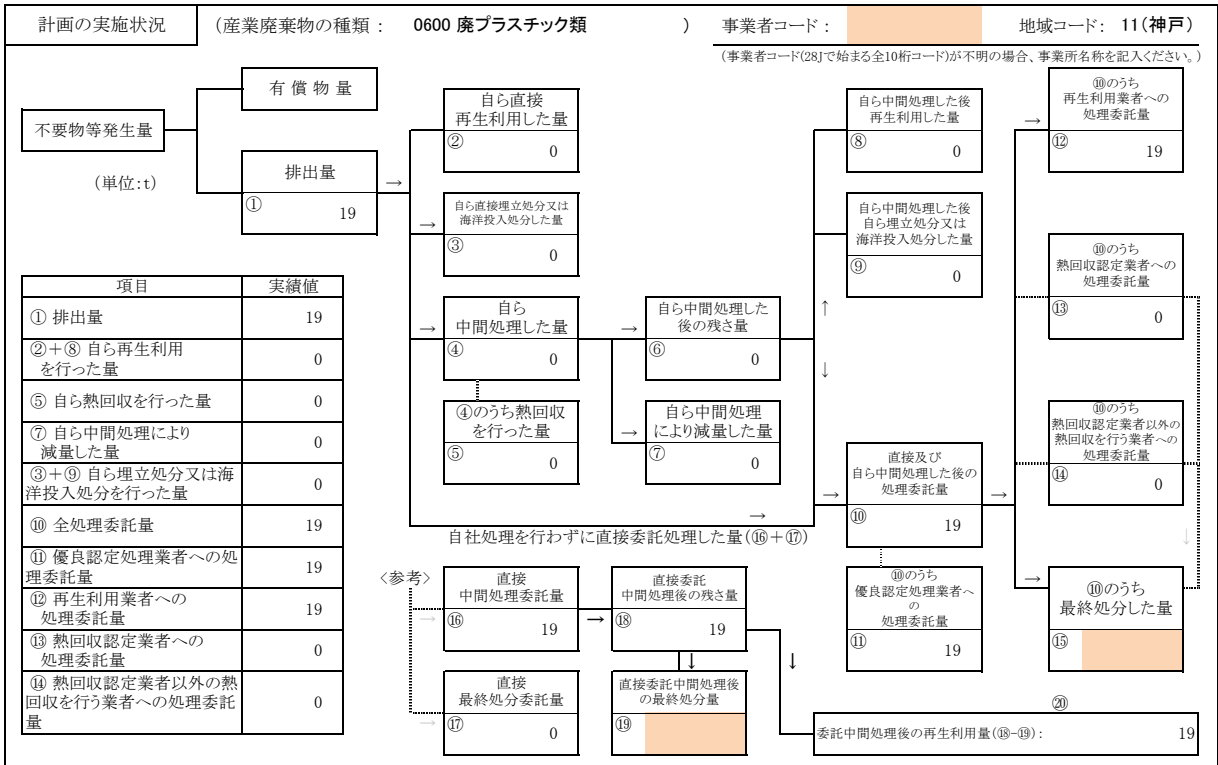 計画の実施状況
(産業廃棄物の種類 : 0600 廃プラスチック類 )
事業者コード :
地域コード: 11(神戸)
(事業者コード(28Jで始まる全10桁コード)が不明の場合、事業所名称を記入ください。)
不要物等発生量
有 償 物 量
(単位:t)
排出量
→
①
19
自ら直接
再生利用した量
②
0
→
自ら直接埋立処分又は
海洋投入処分した量
③
0
→
自ら
中間処理した量
④
0
④のうち熱回収
を行った量
⑤
0
→
自ら中間処理した
後の残さ量
⑥
0
→
自ら中間処理
により減量した量
⑦
0
自ら中間処理した後
再生利用した量
⑧
0
自ら中間処理した後
自ら埋立処分又は
海洋投入処分した量
⑨
0
↑
↓
→
直接及び
自ら中間処理した後の
処理委託量
⑩
19
→
⑩のうち
優良認定処理業者へ
の
処理委託量
⑪
19
→
⑩のうち
再生利用業者への
処理委託量
⑫
19
⑩のうち
熱回収認定業者への
処理委託量
⑬
0
⑩のうち
熱回収認定業者以外の
熱回収を行う業者への
処理委託量
⑭
0
↓
→
⑩のうち
最終処分した量
⑮
項目 実績値
① 排出量 19
②+⑧ 自ら再生利用
を行った量 0
⑤ 自ら熱回収を行った量 0
⑦ 自ら中間処理により
減量した量 0
③+⑨ 自ら埋立処分又は海
洋投入処分を行った量 0
⑩ 全処理委託量 19
⑪ 優良認定処理業者への処
理委託量 19
⑫ 再生利用業者への
処理委託量 19
⑬ 熱回収認定業者への
処理委託量 0
⑭ 熱回収認定業者以外の熱
回収を行う業者への処理委託
量 0
→
自社処理を行わずに直接委託処理した量(⑯+⑰)
〈参考〉
→
直接
中間処理委託量
⑯
19
→
直接委託
中間処理後の残さ量
⑱
19
→
直接
最終処分委託量
⑰
0
↓
直接委託中間処理後
の最終処分量
⑲
↓
⑳
委託中間処理後の再生利用量(⑱-⑲): 19